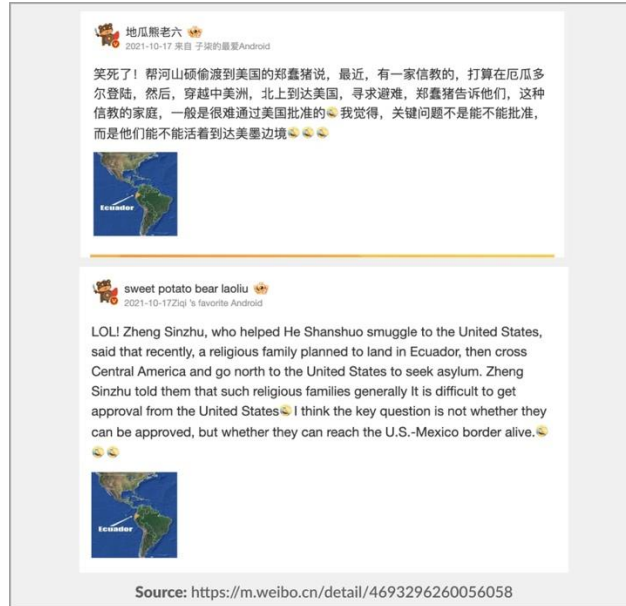 地瓜熊老六
2021-10-17 来自 子柒的最爱Android
笑死了！帮河山硕偷渡到美国的郑蠢猪说，最近，有一家信教的，打算在厄瓜多
尔登陆，然后，穿越中美洲，北上到达美国，寻求避难，郑蠢猪告诉他们，这种
信教的家庭，一般是很难通过美国批准的 我觉得，关键问题不是能不能批准，
而是他们能不能活着到达美墨边境
Ecuador
sweet potato bear laoliu
2021-10-17Ziqi 's favorite Android
LOL! Zheng Sinzhu, who helped He Shanshuo smuggle to the United States,
said that recently, a religious family planned to land in Ecuador, then cross
Central America and go north to the United States to seek asylum. Zheng
Sinzhu told them that such religious families generally It is difficult to get
approval from the United States I think the key question is not whether they
can be approved, but whether they can reach the U.S.-Mexico border alive.
Ecuador
Source: https://m.weibo.cn/detail/4693296260056058